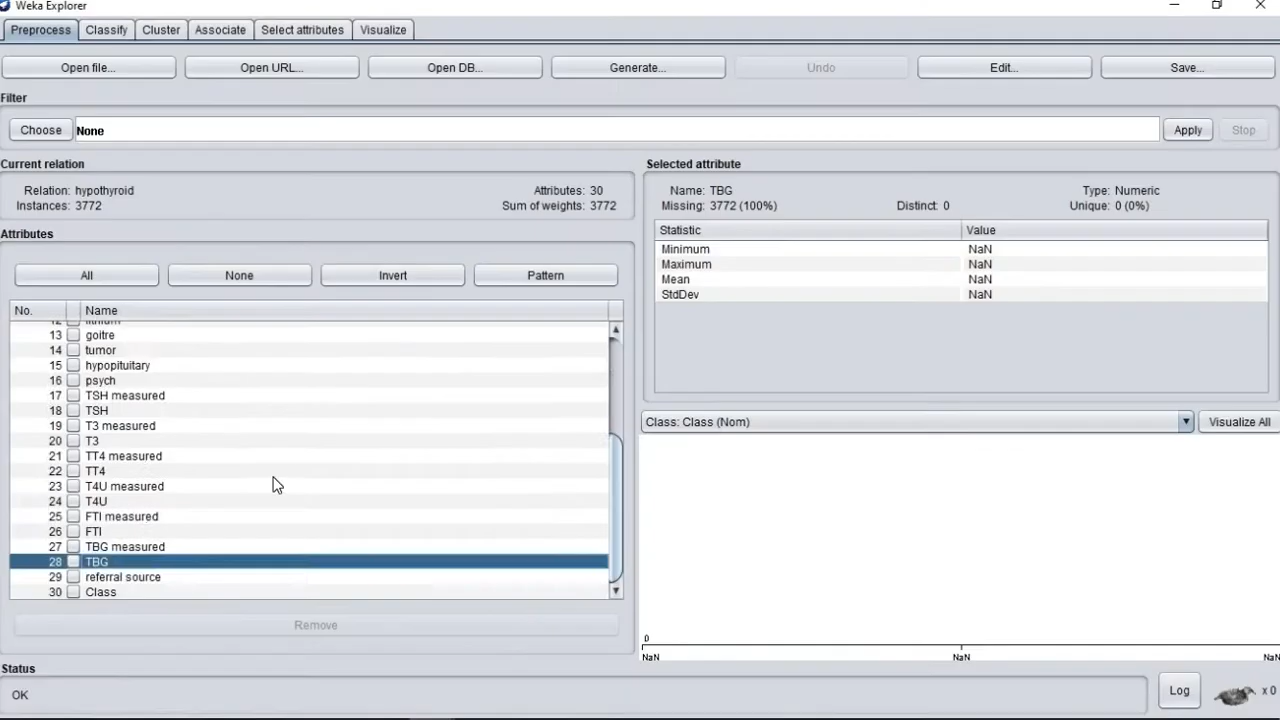 Weka Explorer
Preprocess Classify Cluster Associate Select attributes Visualize
Open file... Open URL... Open DB... Generate... Undo Edit... Save...
Filter
Choose None Apply Stop
Current relation
Relation: hypothyroid Attributes: 30
Instances: 3772 Sum of weights: 3772
Attributes
All None Invert Pattern
No. Name
13 goitre
14 tumor
15 hypopituitary
16 psych
17 TSH measured
18 TSH
19 T3 measured
20 T3
21 TT4 measured
22 TT4
23 T4U measured
24 T4U
25 FTI measured
26 FTI
27 TBG measured
28 TBG
29 referral source
30 Class
Remove
Selected attribute
Name: TBG Type: Numeric
Missing: 3772 (100%) Distinct: 0 Unique: 0 (0%)
Statistic Value
Minimum NaN
Maximum NaN
Mean NaN
StdDev NaN
Class: Class (Nom) Visualize All
0
NaN NaN NaN
Status
OK Log x 0